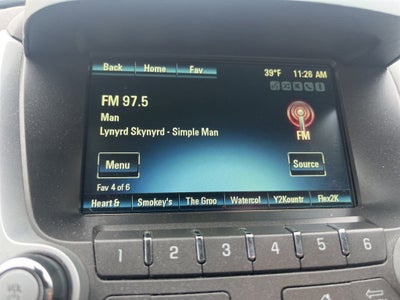 Back Home Fav 39°F 11:26 AM
FM 97.5
Man
Lynyrd Skynyrd - Simple Man
FM
Menu Source
Fav 4 of 6
Heart & Smokey's The Groo Watercol Y2Kountr Flex2K
1 2 3 4 5 6